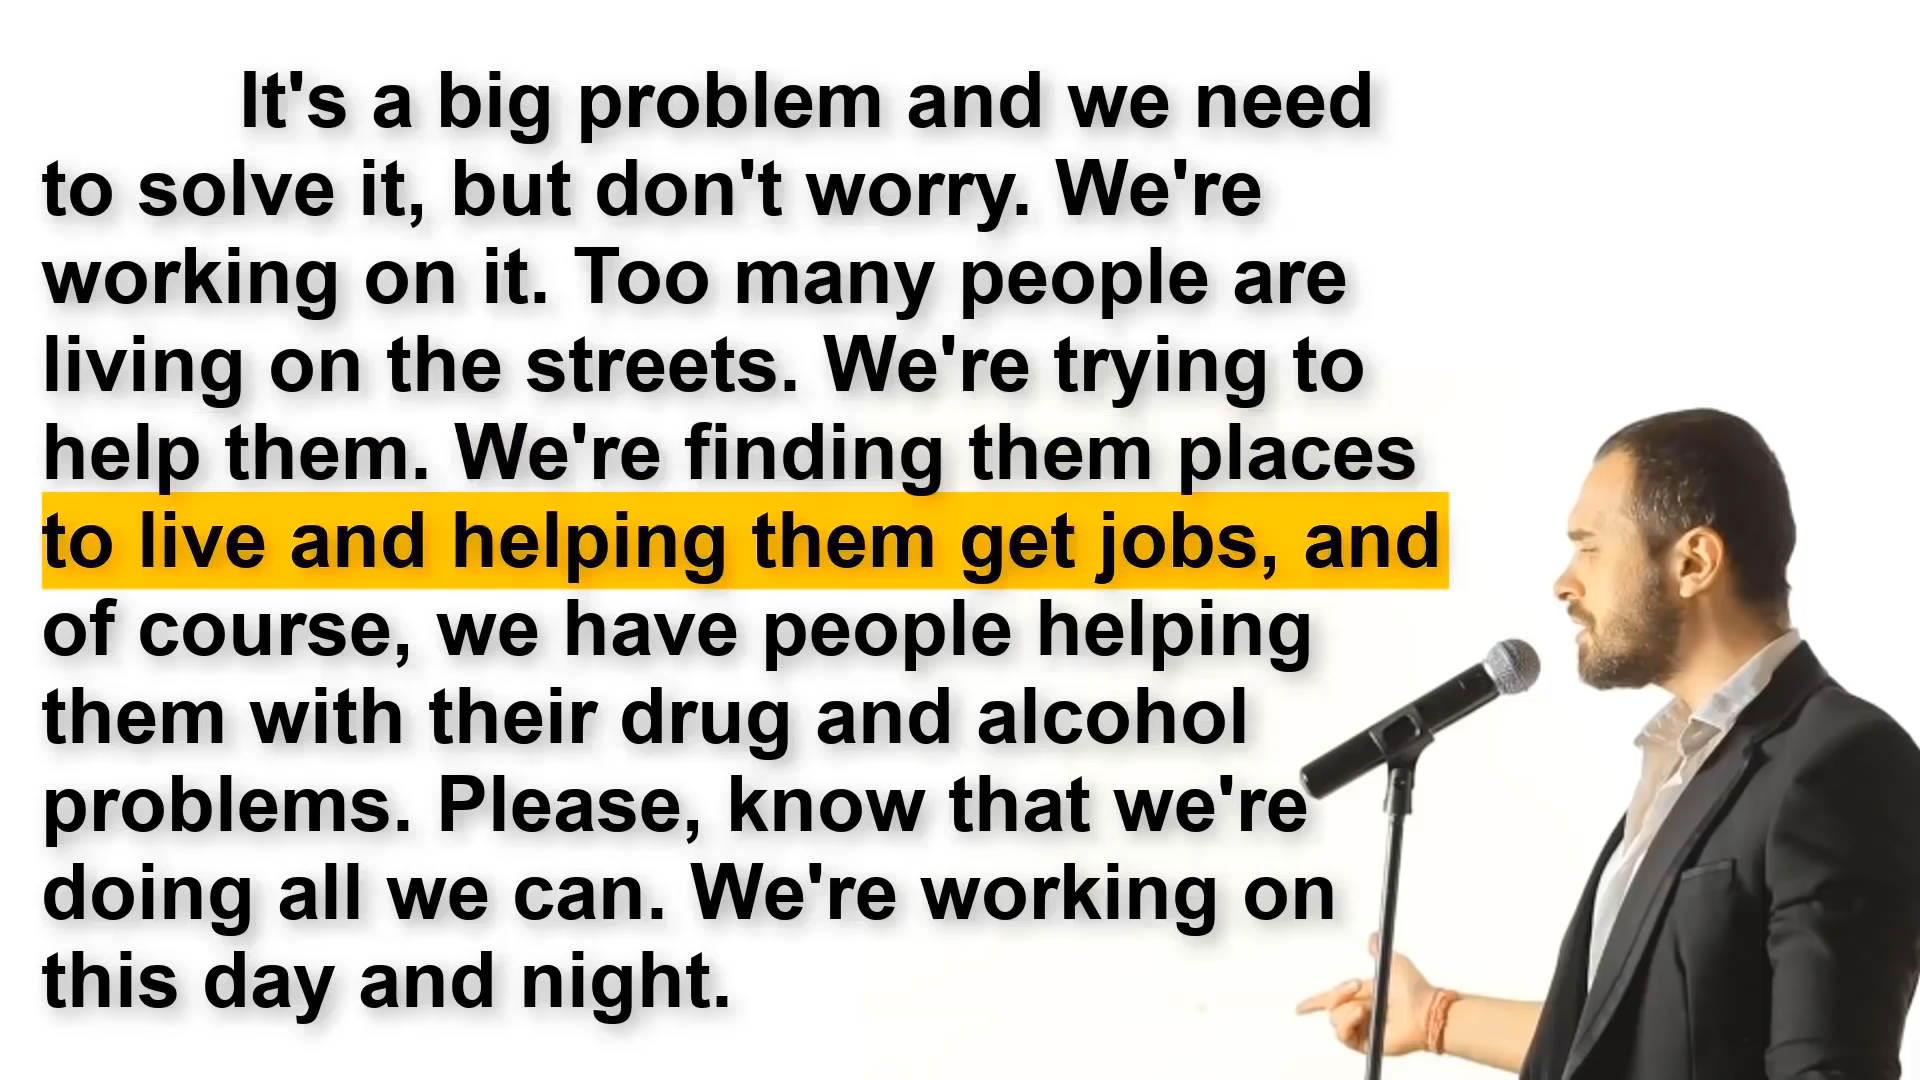 It's a big problem and we need
to solve it, but don't worry. We're
working on it. Too many people are
living on the streets. We're trying to
help them. We're finding them places
to live and helping them get jobs, and
of course, we have people helping
them with their drug and alcohol
problems. Please, know that we're
doing all we can. We're working on
this day and night.